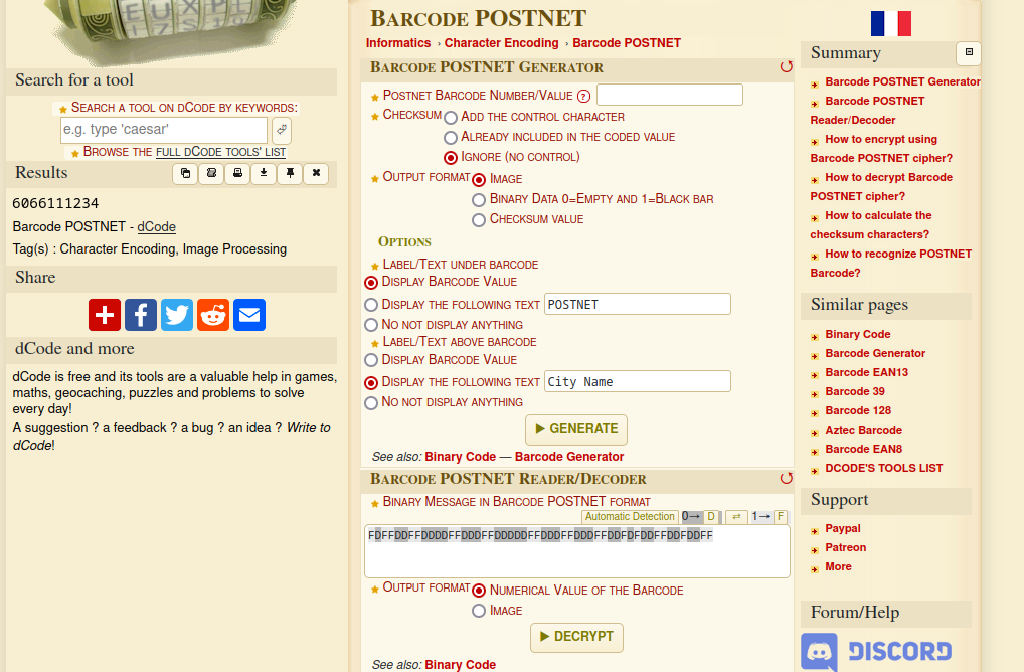 Search for a tool
SEARCH A TOOL ON DCODE BY KEYWORDS:
e.g. type 'caesar'
BROWSE THE FULL DCODE TOOLS' LIST
Results
6066111234
Barcode POSTNET - dCode
Tag(s) : Character Encoding, Image Processing
Share
dCode and more
dCode is free and its tools are a valuable help in games,
maths, geocaching, puzzles and problems to solve
every day!
A suggestion ? a feedback ? a bug ? an idea ? Write to
dCode!
BARCODE POSTNET
Informatics › Character Encoding › Barcode POSTNET
BARCODE POSTNET GENERATOR
POSTNET BARCODE NUMBER/VALUE ?
CHECKSUM ADD THE CONTROL CHARACTER
ALREADY INCLUDED IN THE CODED VALUE
IGNORE (NO CONTROL)
OUTPUT FORMAT IMAGE
BINARY DATA 0=EMPTY AND 1=BLACK BAR
CHECKSUM VALUE
OPTIONS
LABEL/TEXT UNDER BARCODE
DISPLAY BARCODE VALUE
DISPLAY THE FOLLOWING TEXT POSTNET
NO NOT DISPLAY ANYTHING
LABEL/TEXT ABOVE BARCODE
DISPLAY BARCODE VALUE
DISPLAY THE FOLLOWING TEXT City Name
NO NOT DISPLAY ANYTHING
▶ GENERATE
See also: Binary Code — Barcode Generator
BARCODE POSTNET READER/DECODER
BINARY MESSAGE IN BARCODE POSTNET FORMAT
Automatic Detection 0→ D ⇄ 1→ F
FDFFDDFFDDDDFFDDDFFDDDDDFFDDDFFDDDFFDDFDFDDFFDDFDDFF
OUTPUT FORMAT NUMERICAL VALUE OF THE BARCODE
IMAGE
▶ DECRYPT
See also: Binary Code
Summary
Barcode POSTNET Generator
Barcode POSTNET
Reader/Decoder
How to encrypt using
Barcode POSTNET cipher?
How to decrypt Barcode
POSTNET cipher?
How to calculate the
checksum characters?
How to recognize POSTNET
Barcode?
Similar pages
Binary Code
Barcode Generator
Barcode EAN13
Barcode 39
Barcode 128
Aztec Barcode
Barcode EAN8
DCODE'S TOOLS LIST
Support
Paypal
Patreon
More
Forum/Help
DISCORD